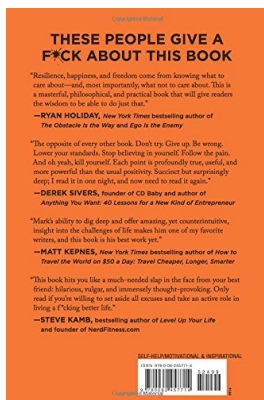 THESE PEOPLE GIVE A
F*CK ABOUT THIS BOOK
"Resilience, happiness, and freedom come from knowing what to
care about—and, most importantly, what not to care about. This is
a masterful, philosophical, and practical book that will give readers
the wisdom to be able to do just that."
—RYAN HOLIDAY, New York Times bestselling author of
The Obstacle Is the Way and Ego Is the Enemy
"The opposite of every other book. Don't try. Give up. Be wrong.
Lower your standards. Stop believing in yourself. Follow the pain.
And oh yeah, kill yourself. Each point is profoundly true, useful, and
more powerful than the usual positivity. Succinct but surprisingly
deep; I read it in one night, and now need to read it again."
—DEREK SIVERS, founder of CD Baby and author of
Anything You Want: 40 Lessons for a New Kind of Entrepreneur
"Mark's ability to dig deep and offer amazing, yet counterintuitive,
insight into the challenges of life makes him one of my favorite
writers, and this book is his best work yet."
—MATT KEPNES, New York Times bestselling author of How to
Travel the World on $50 a Day: Travel Cheaper, Longer, Smarter
"This book hits you like a much-needed slap in the face from your best
friend: hilarious, vulgar, and immensely thought-provoking. Only
read if you're willing to set aside all excuses and take an active role in
living a f*cking better life."
—STEVE KAMB, bestselling author of Level Up Your Life
and founder of NerdFitness.com
SELF-HELP/MOTIVATIONAL & INSPIRATIONAL
ISBN 978-0-06-245771-4
52499
9 780062 457714